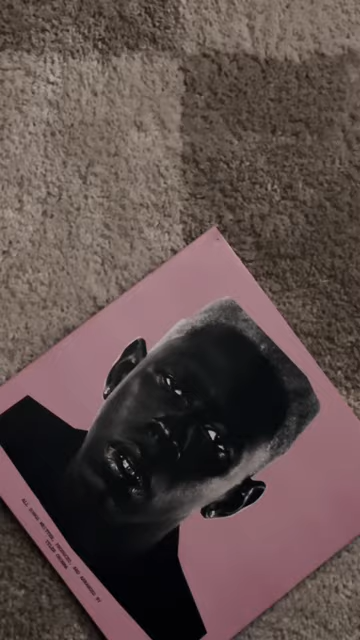 ALL SONGS WRITTEN, PRODUCED, AND ARRANGED BY
TYLER OKONMA